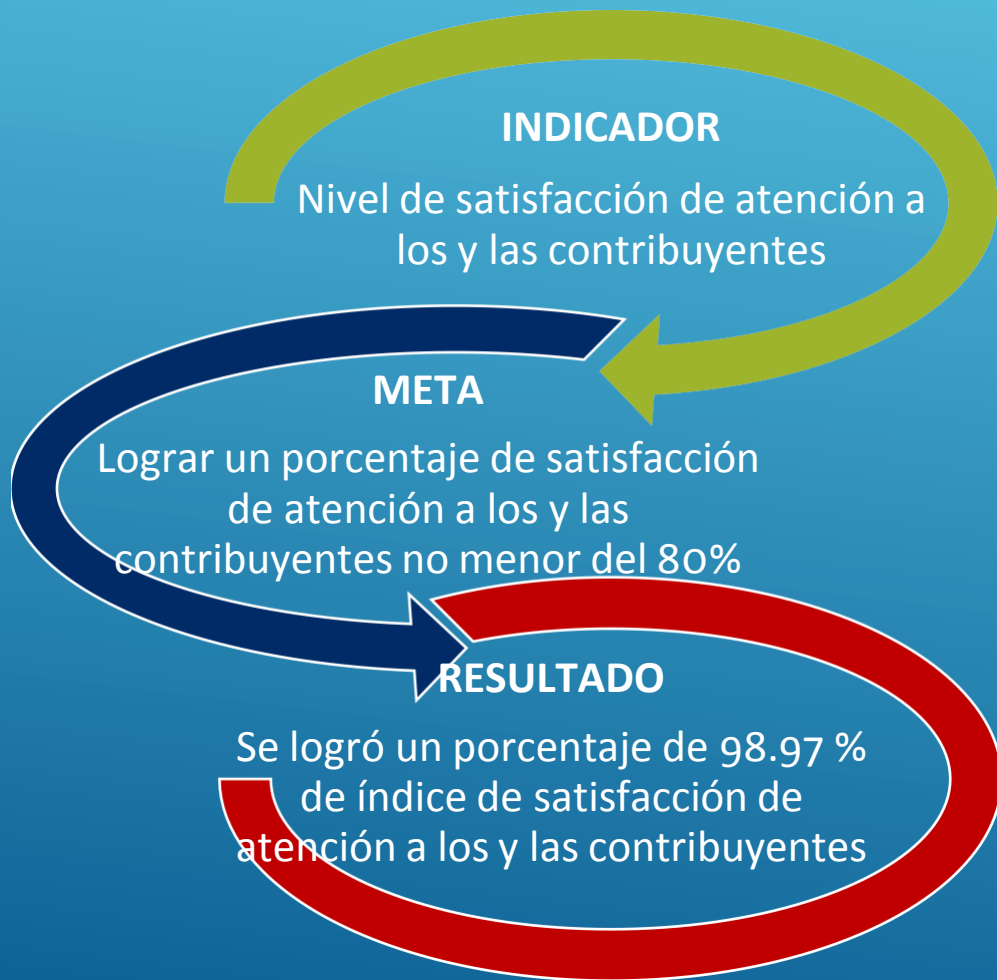 INDICADOR
Nivel de satisfacción de atención a
los y las contribuyentes
META
Lograr un porcentaje de satisfacción
de atención a los y las
contribuyentes no menor del 80%
RESULTADO
Se logró un porcentaje de 98.97 %
de índice de satisfacción de
atención a los y las contribuyentes